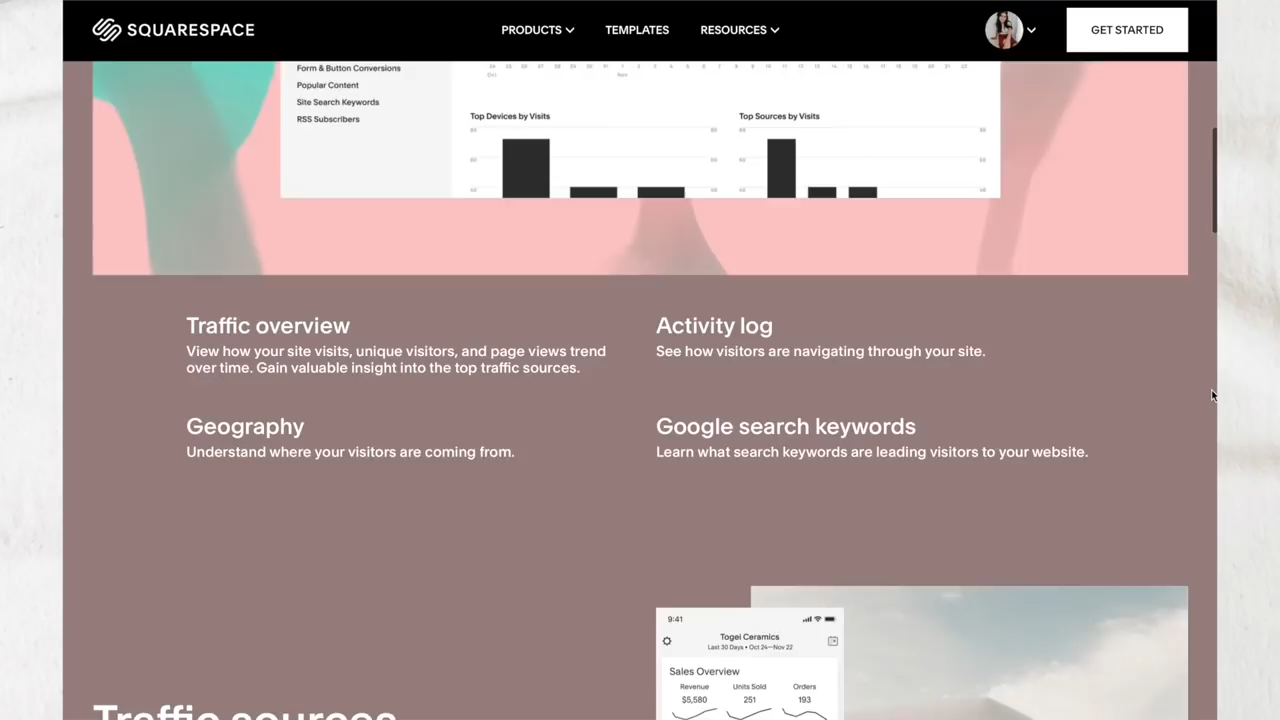 SQUARESPACE
PRODUCTS
TEMPLATES
RESOURCES
GET STARTED
Form & Button Conversions
Popular Content
Site Search Keywords
RSS Subscribers
Oct
Nov
Top Devices by Visits
Top Sources by Visits
Traffic overview
View how your site visits, unique visitors, and page views trend
over time. Gain valuable insight into the top traffic sources.
Activity log
See how visitors are navigating through your site.
Geography
Understand where your visitors are coming from.
Google search keywords
Learn what search keywords are leading visitors to your website.
9:41
Togei Ceramics
Last 30 Days • Oct 24—Nov 22
Sales Overview
Revenue Units Sold Orders
$5,580 251 193
Traffic sources